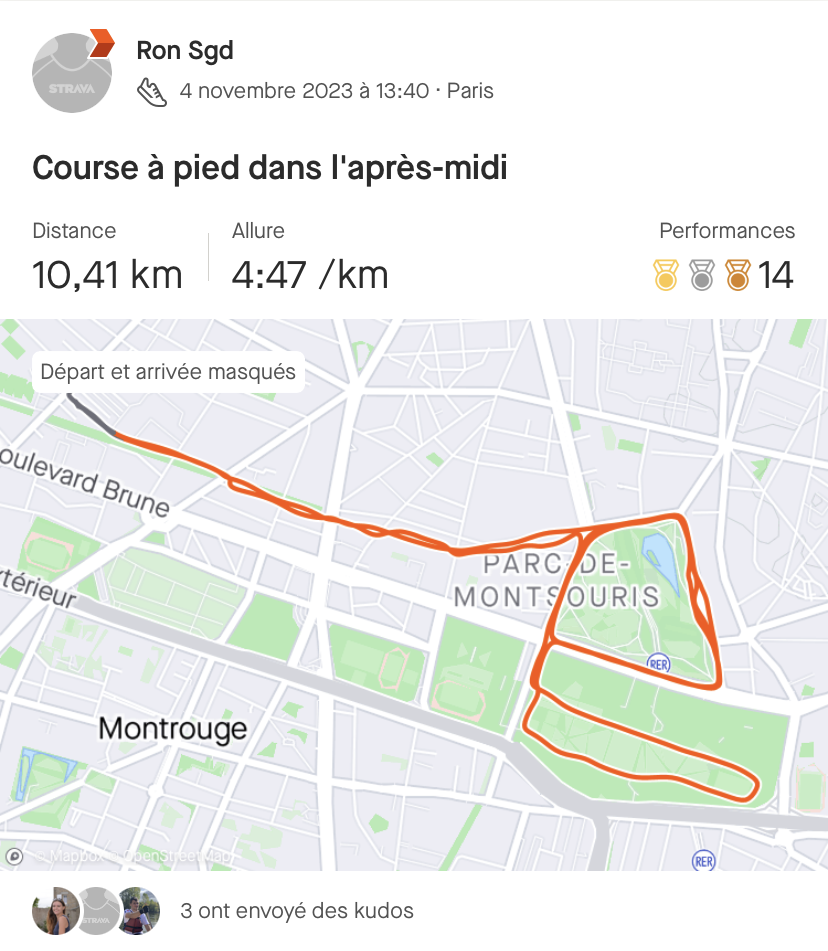 Ron Sgd
STRAVA
4 novembre 2023 à 13:40 · Paris
Course à pied dans l'après-midi
Distance
Allure
Performances
10,41 km
4:47 /km
14
Départ et arrivée masqués
oulevard Brune
PARC-DE-
MONTSOURIS
térieur
RER
Montrouge
RER
© Mapbox © OpenStreetMap
STRAVA
3 ont envoyé des kudos